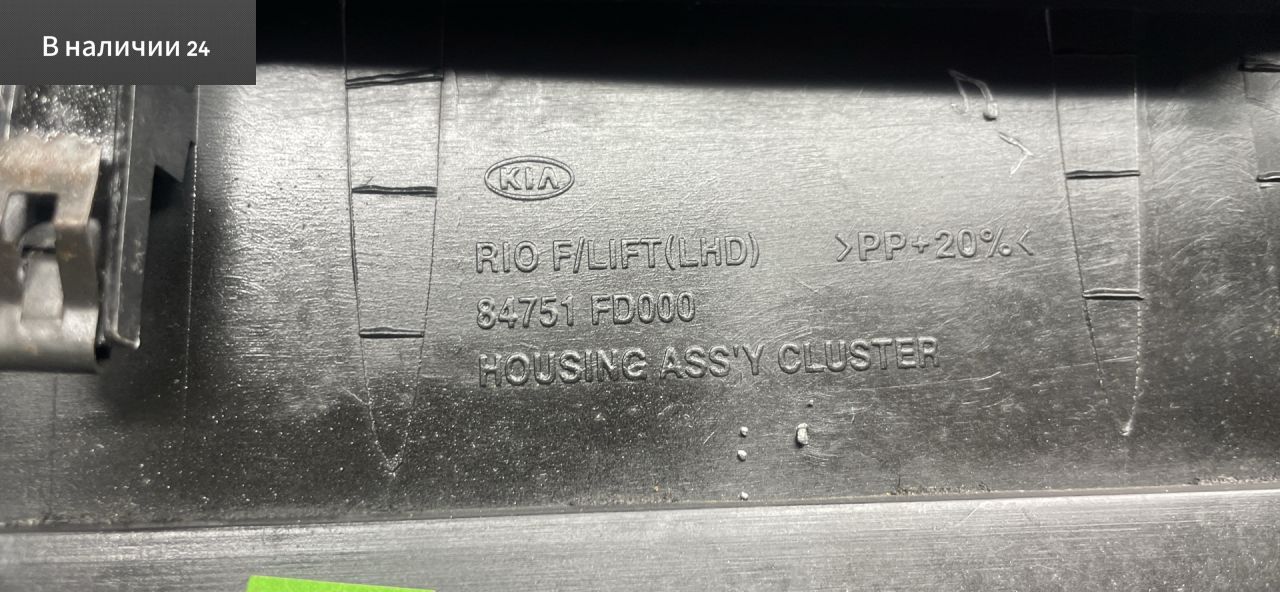 В наличии 24
KIA
RIO F/LIFT(LHD) >PP+20%<
84751 FD000
HOUSING ASS'Y CLUSTER